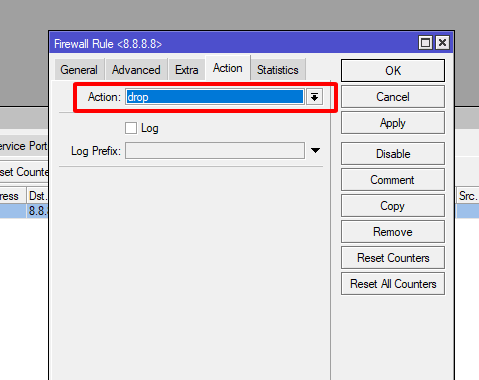 Firewall Rule <8.8.8.8>
General Advanced Extra Action Statistics
Action: drop
Log
Log Prefix:
OK
Cancel
Apply
Disable
Comment
Copy
Remove
Reset Counters
Reset All Counters
ervice Port
set Counte
ress Dst. Src.
8.8.8